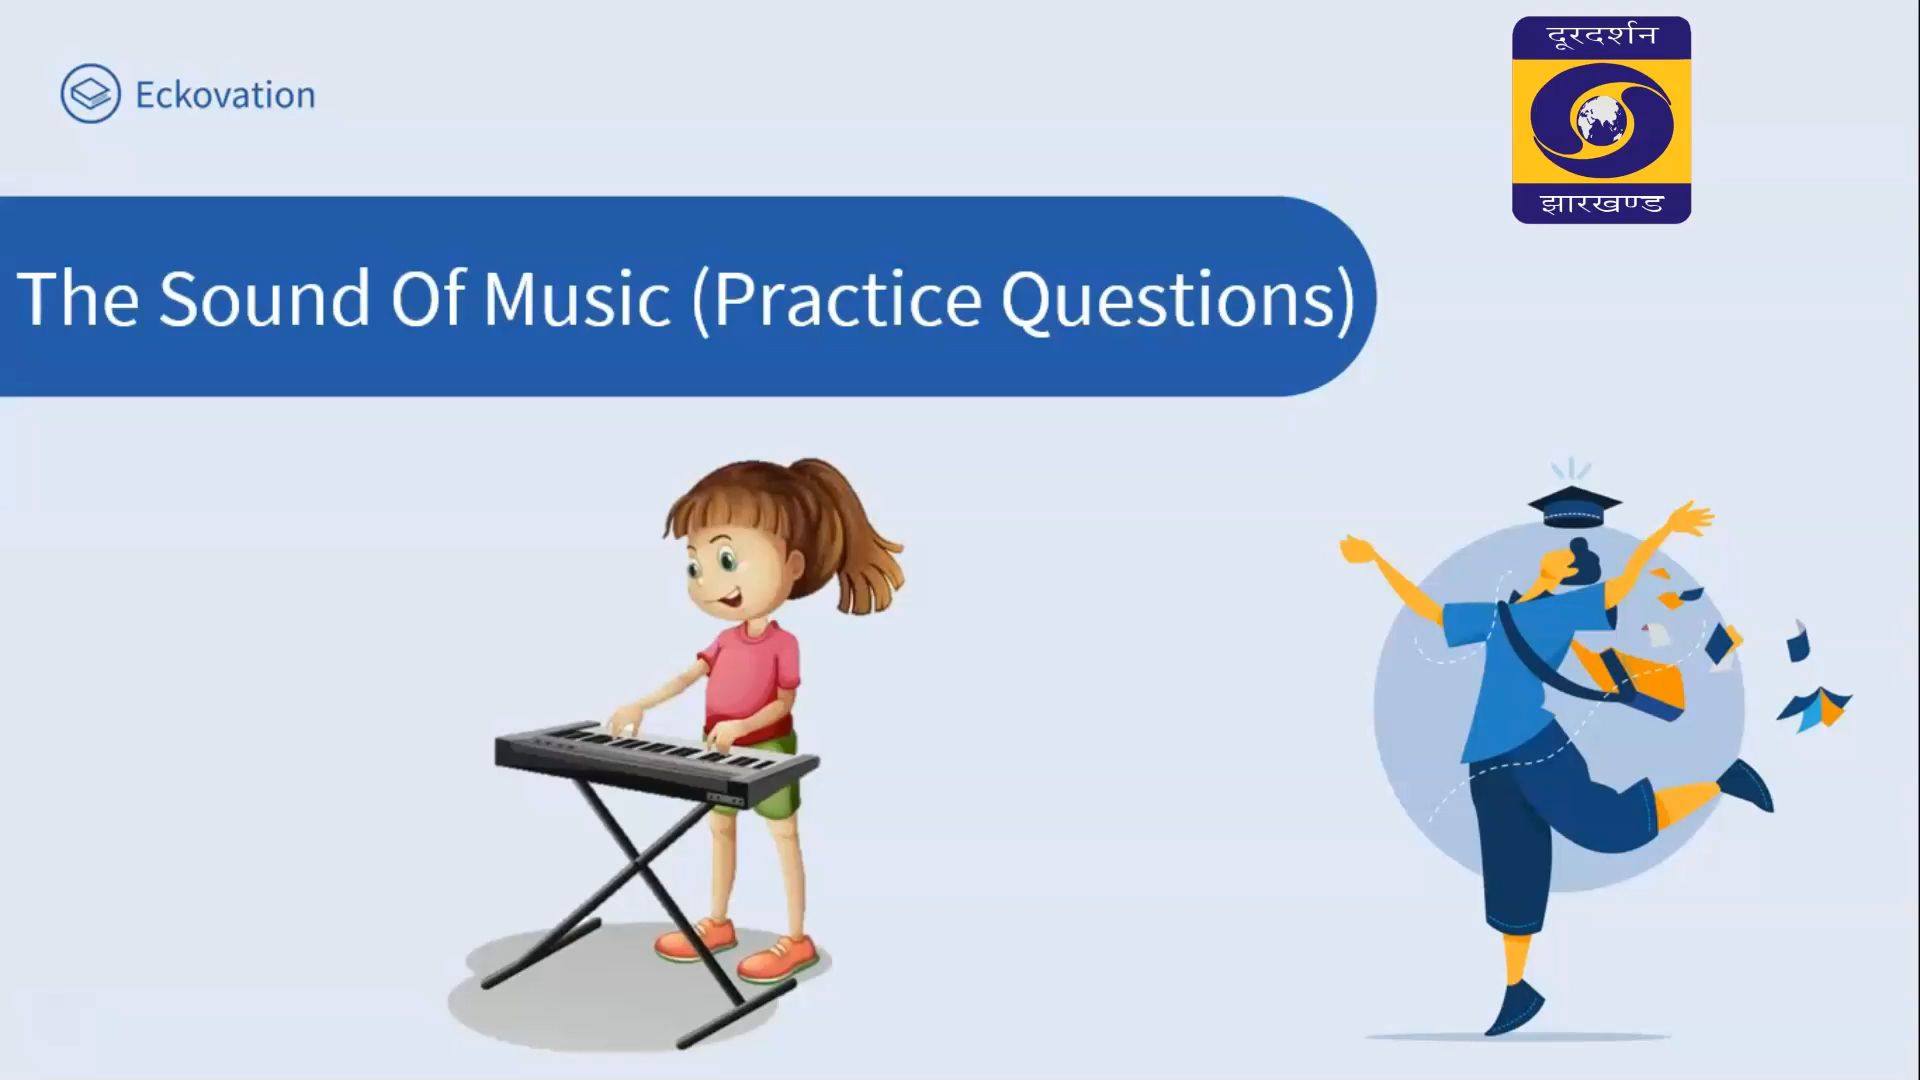 Eckovation
दूरदर्शन
झारखण्ड
The Sound Of Music (Practice Questions)